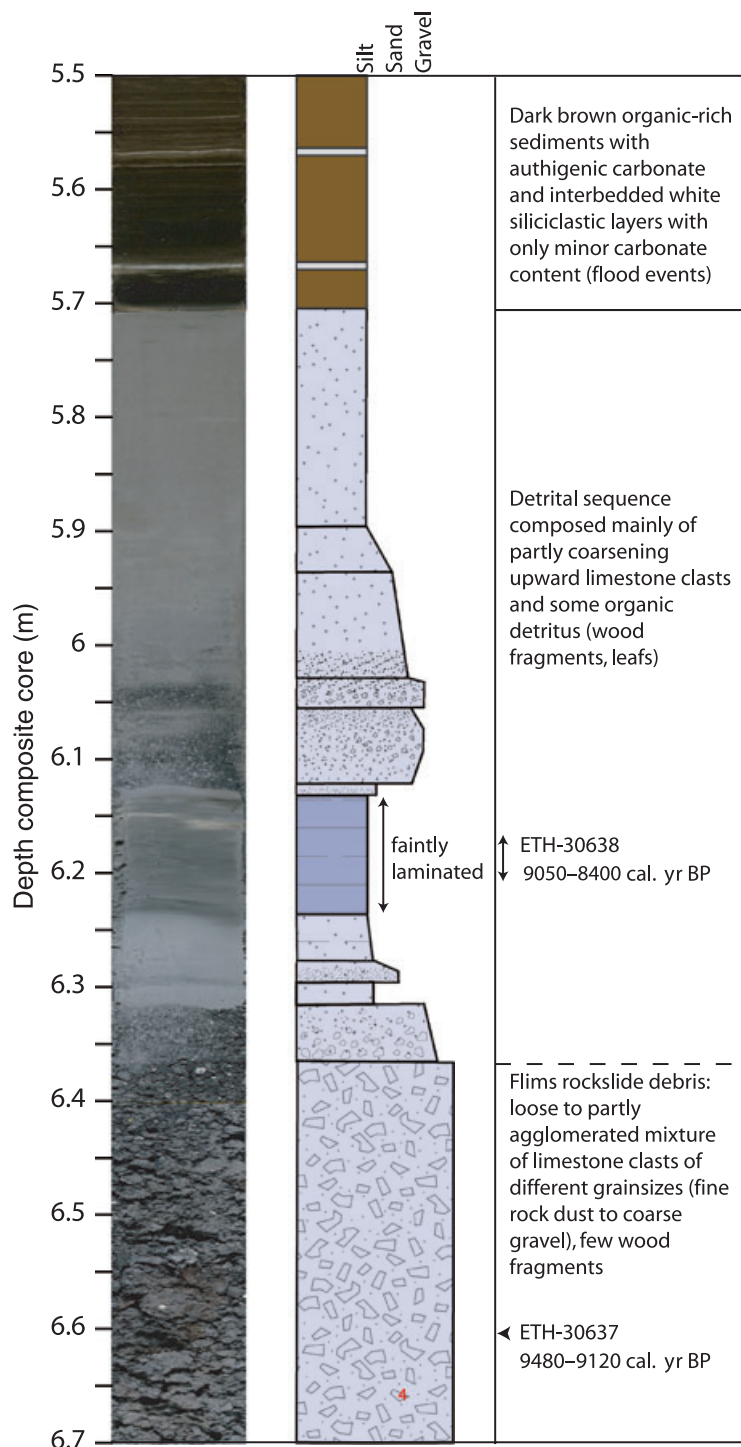 Silt
Sand
Gravel
Depth composite core (m)
5.5
5.6
5.7
5.8
5.9
6
6.1
6.2
6.3
6.4
6.5
6.6
6.7
faintly
laminated
4
Dark brown organic-rich
sediments with
authigenic carbonate
and interbedded white
siliciclastic layers with
only minor carbonate
content (flood events)
Detrital sequence
composed mainly of
partly coarsening
upward limestone clasts
and some organic
detritus (wood
fragments, leafs)
ETH-30638
9050–8400 cal. yr BP
Flims rockslide debris:
loose to partly
agglomerated mixture
of limestone clasts of
different grainsizes (fine
rock dust to coarse
gravel), few wood
fragments
ETH-30637
9480–9120 cal. yr BP